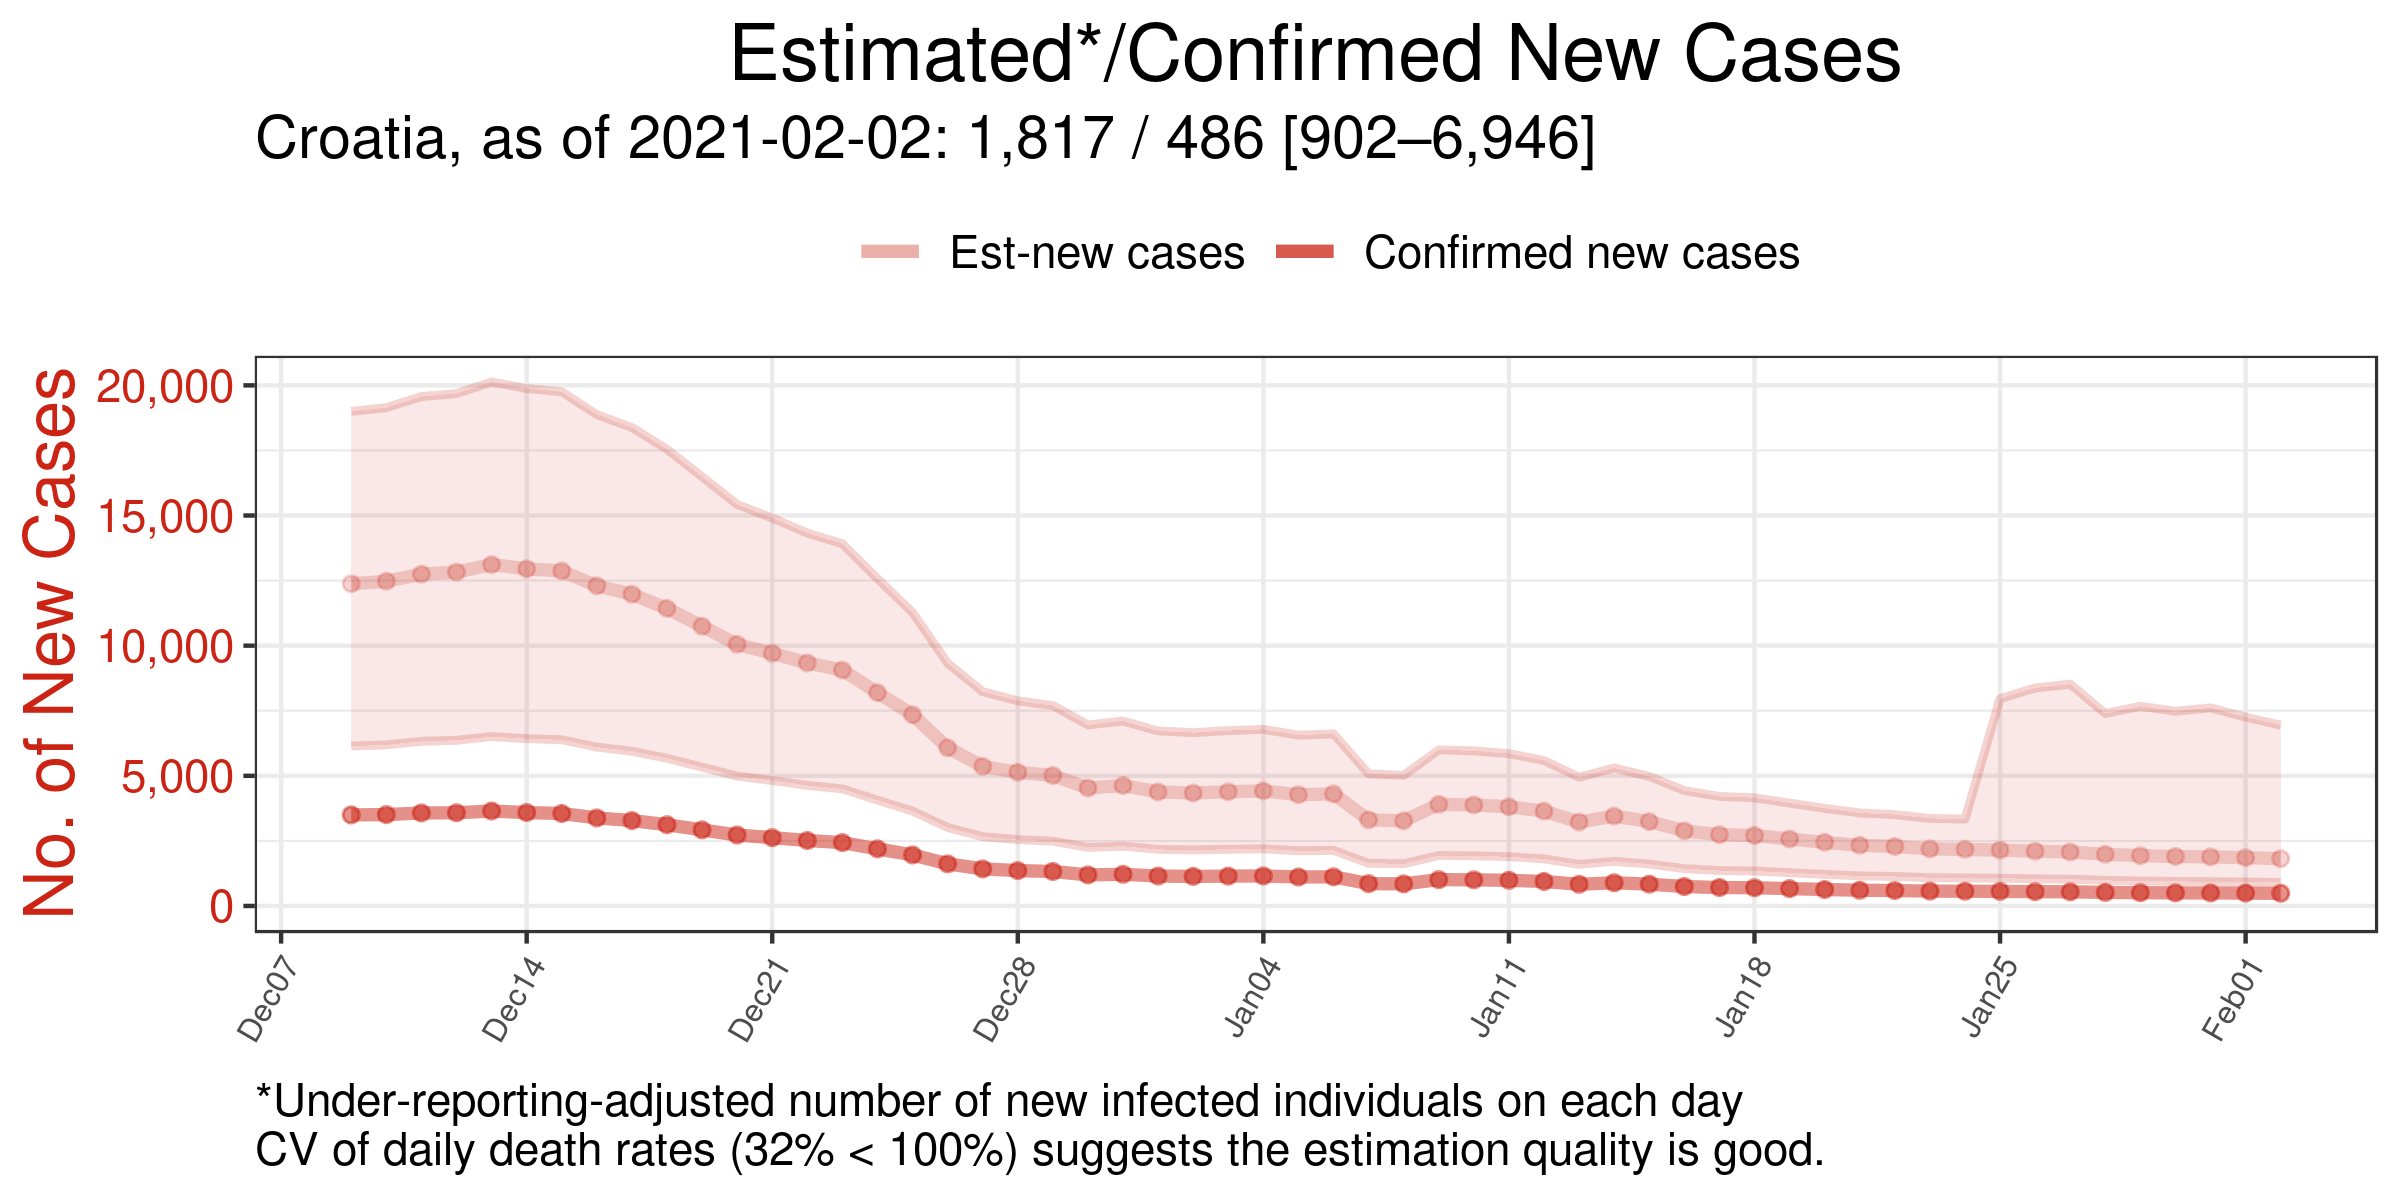 Estimated*/Confirmed New Cases
Croatia, as of 2021-02-02: 1,817 / 486 [902–6,946]
Est-new cases
Confirmed new cases
No. of New Cases
20,000
15,000
10,000
5,000
0
Dec07
Dec14
Dec21
Dec28
Jan04
Jan11
Jan18
Jan25
Feb01
*Under-reporting-adjusted number of new infected individuals on each day
CV of daily death rates (32% < 100%) suggests the estimation quality is good.